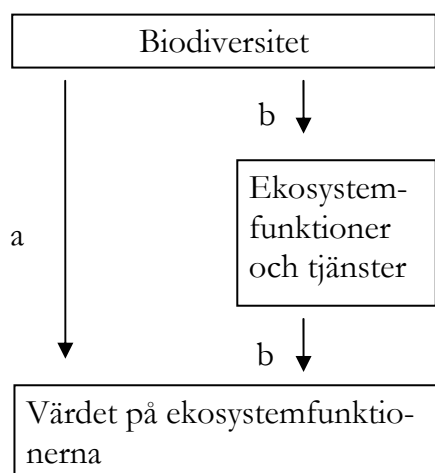 Biodiversitet
b
Ekosystem-
funktioner
och tjänster
a
b
Värdet på ekosystemfunktio-
nerna